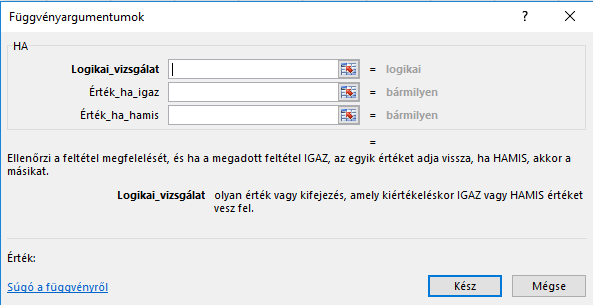 Függvényargumentumok ? ×
HA
Logikai_vizsgálat = logikai
Érték_ha_igaz = bármilyen
Érték_ha_hamis = bármilyen
=
Ellenőrzi a feltétel megfelelését, és ha a megadott feltétel IGAZ, az egyik értéket adja vissza, ha HAMIS, akkor a
másikat.
Logikai_vizsgálat olyan érték vagy kifejezés, amely kiértékeléskor IGAZ vagy HAMIS értéket
vesz fel.
Érték:
Súgó a függvényről Kész Mégse